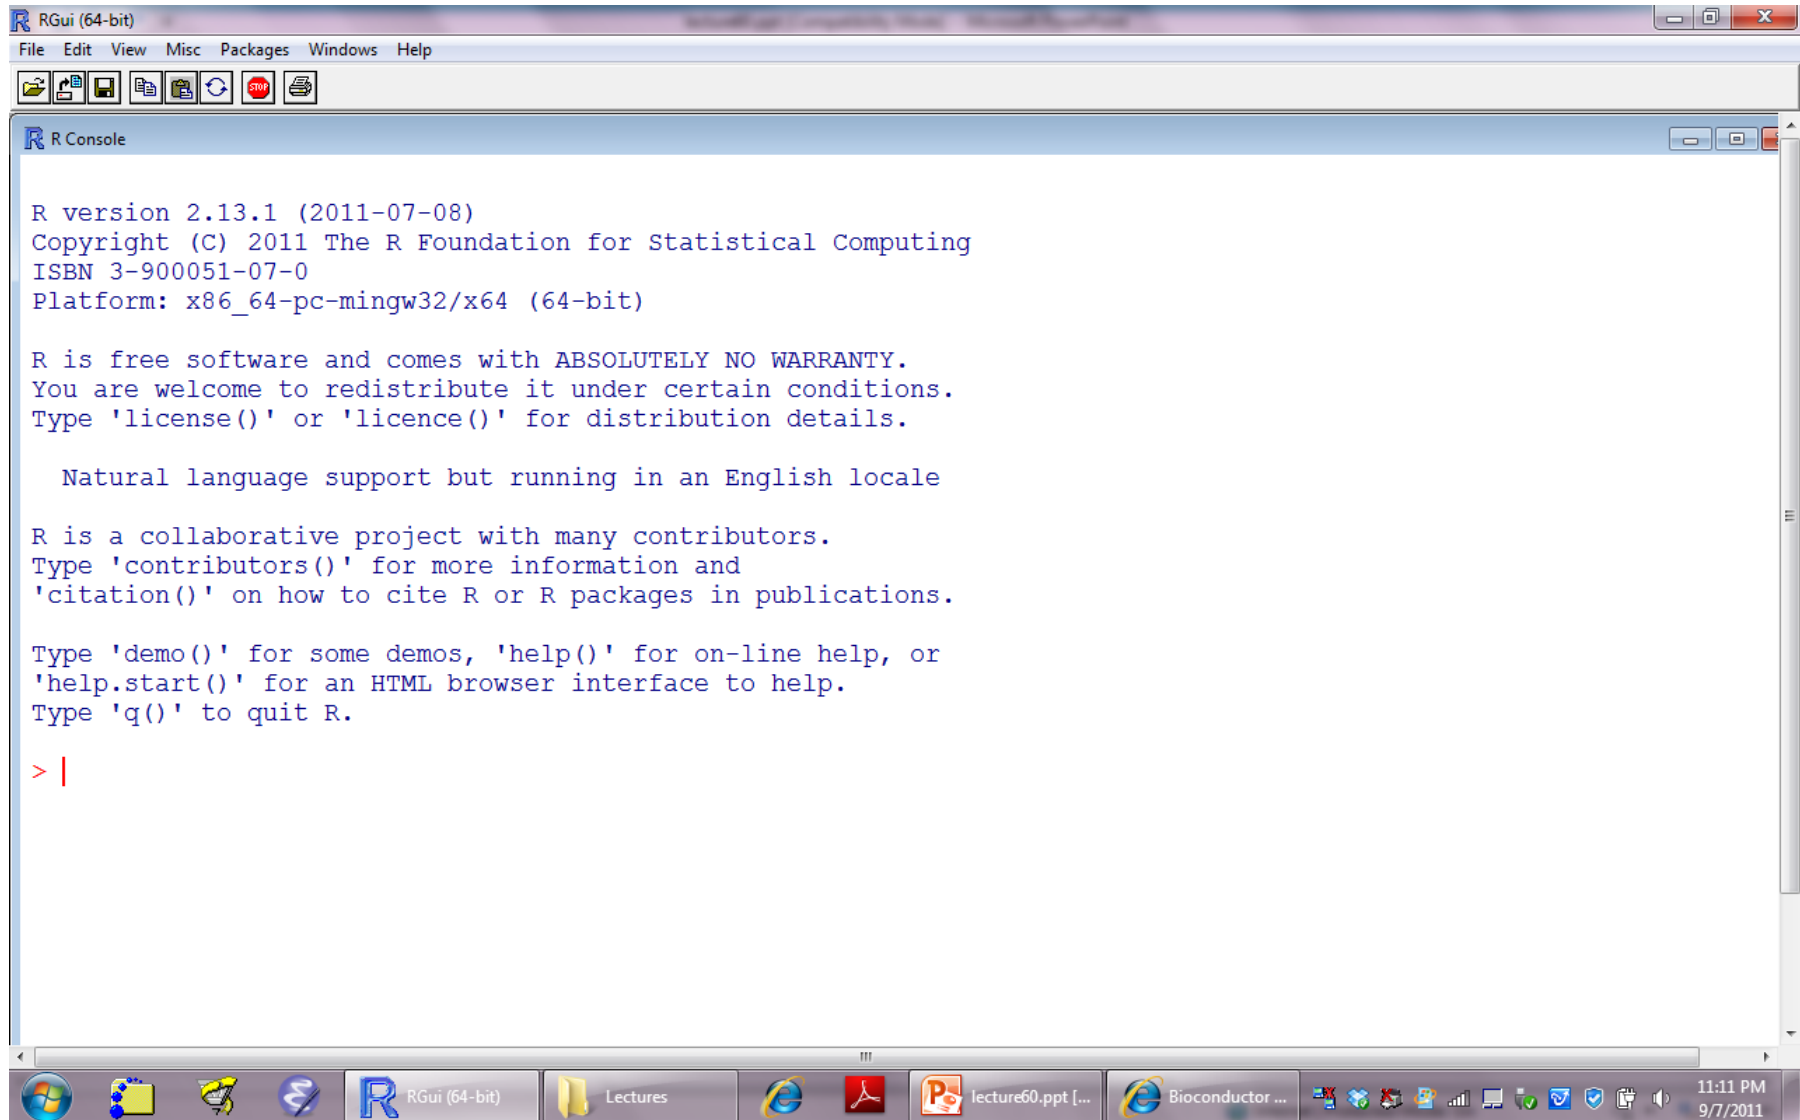 RGui (64-bit)
File Edit View Misc Packages Windows Help
STOP
R Console
R version 2.13.1 (2011-07-08)
Copyright (C) 2011 The R Foundation for Statistical Computing
ISBN 3-900051-07-0
Platform: x86_64-pc-mingw32/x64 (64-bit)
R is free software and comes with ABSOLUTELY NO WARRANTY.
You are welcome to redistribute it under certain conditions.
Type 'license()' or 'licence()' for distribution details.
Natural language support but running in an English locale
R is a collaborative project with many contributors.
Type 'contributors()' for more information and
'citation()' on how to cite R or R packages in publications.
Type 'demo()' for some demos, 'help()' for on-line help, or
'help.start()' for an HTML browser interface to help.
Type 'q()' to quit R.
>
RGui (64-bit)
Lectures
lecture60.ppt [...
Bioconductor ...
11:11 PM
9/7/2011